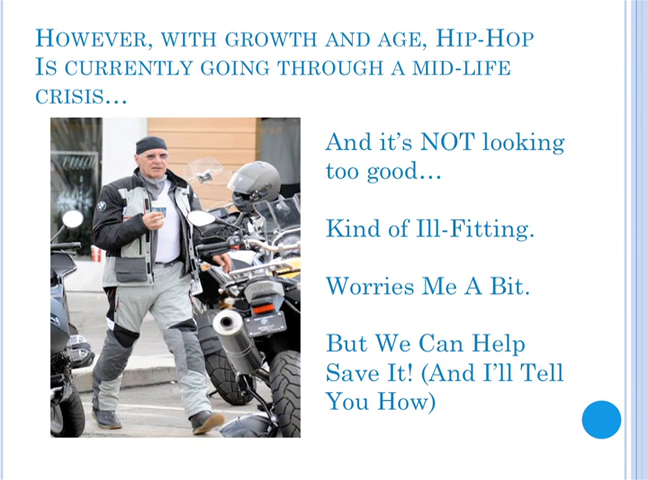 However, with growth and age, Hip-Hop
Is currently going through a mid-life
crisis…
And it's NOT looking
too good…
Kind of Ill-Fitting.
Worries Me A Bit.
But We Can Help
Save It! (And I'll Tell
You How)